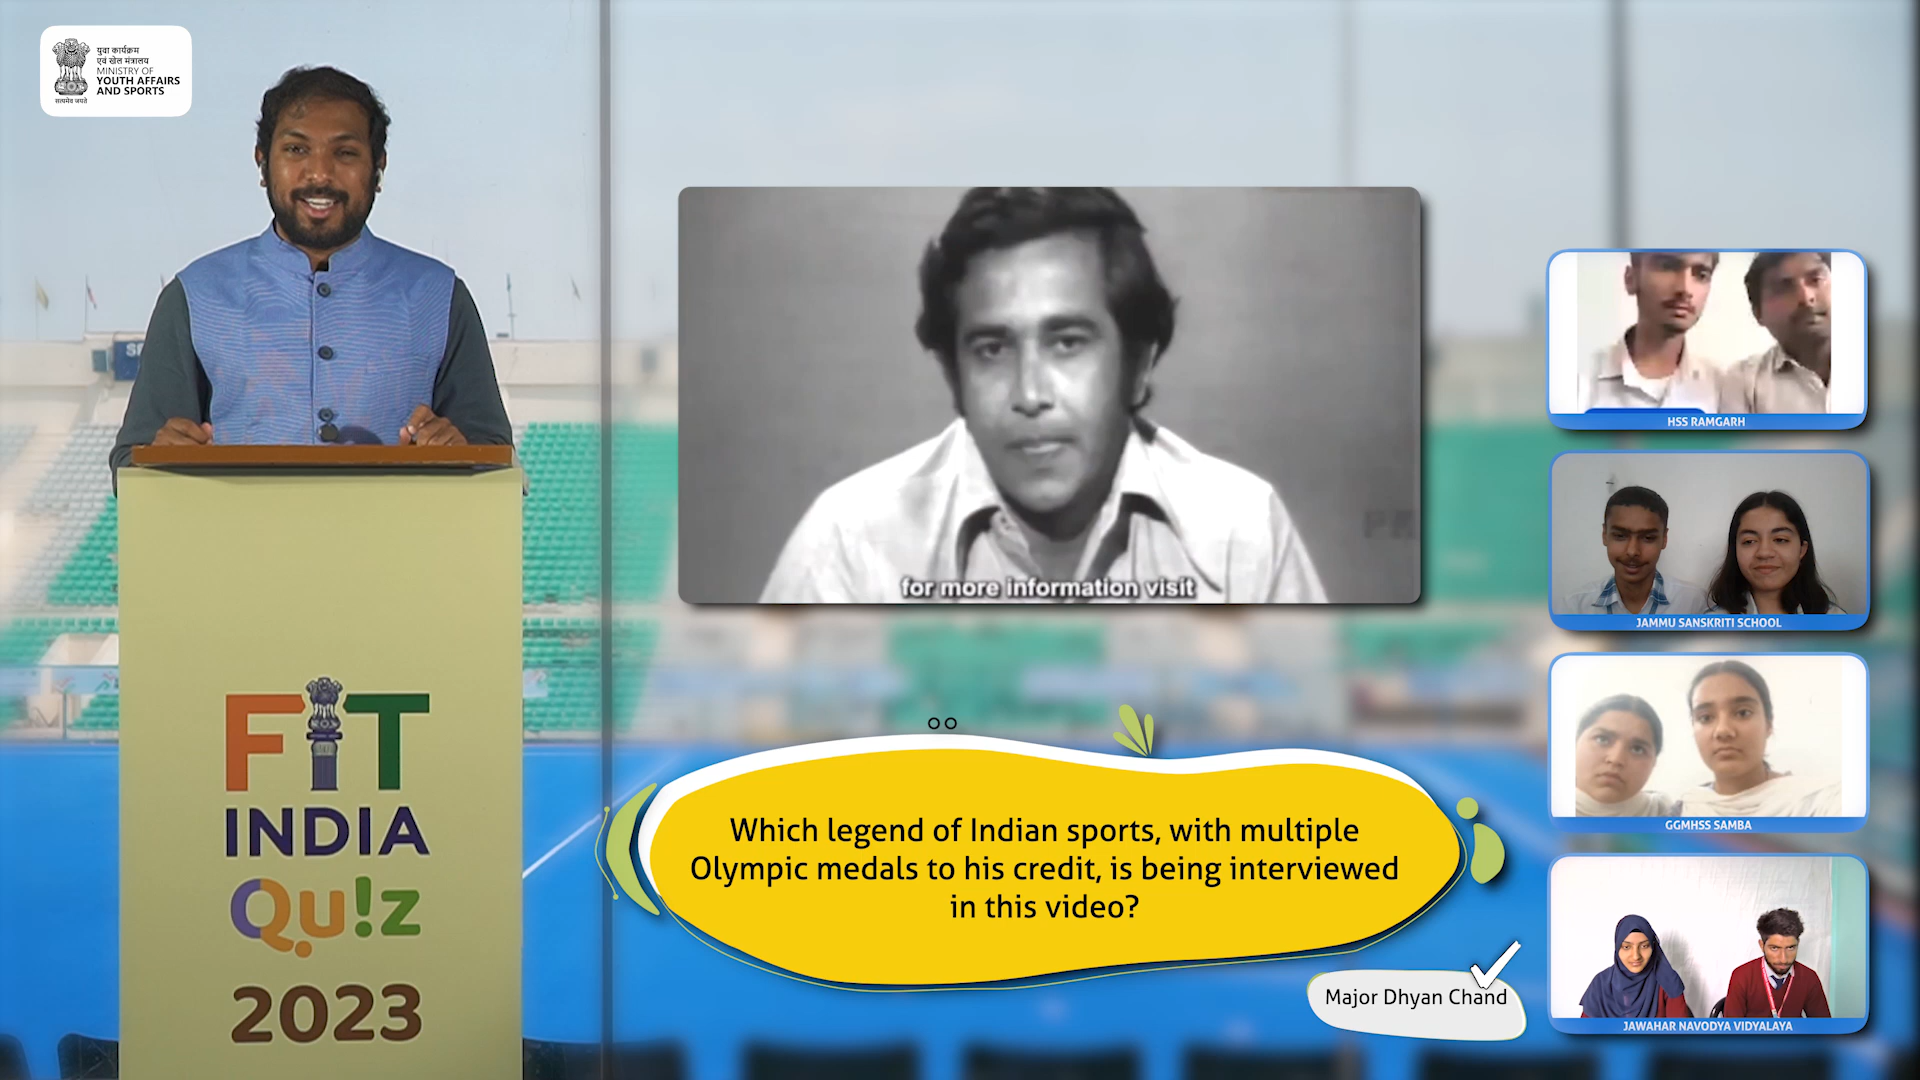 युवा कार्यक्रम
एवं खेल मंत्रालय
MINISTRY OF
YOUTH AFFAIRS
AND SPORTS
सत्यमेव जयते
for more information visit
HSS RAMGARH
JAMMU SANSKRITI SCHOOL
GGMHSS SAMBA
JAWAHAR NAVODYA VIDYALAYA
FIT
INDIA
Qu!z
2023
Which legend of Indian sports, with multiple
Olympic medals to his credit, is being interviewed
in this video?
Major Dhyan Chand